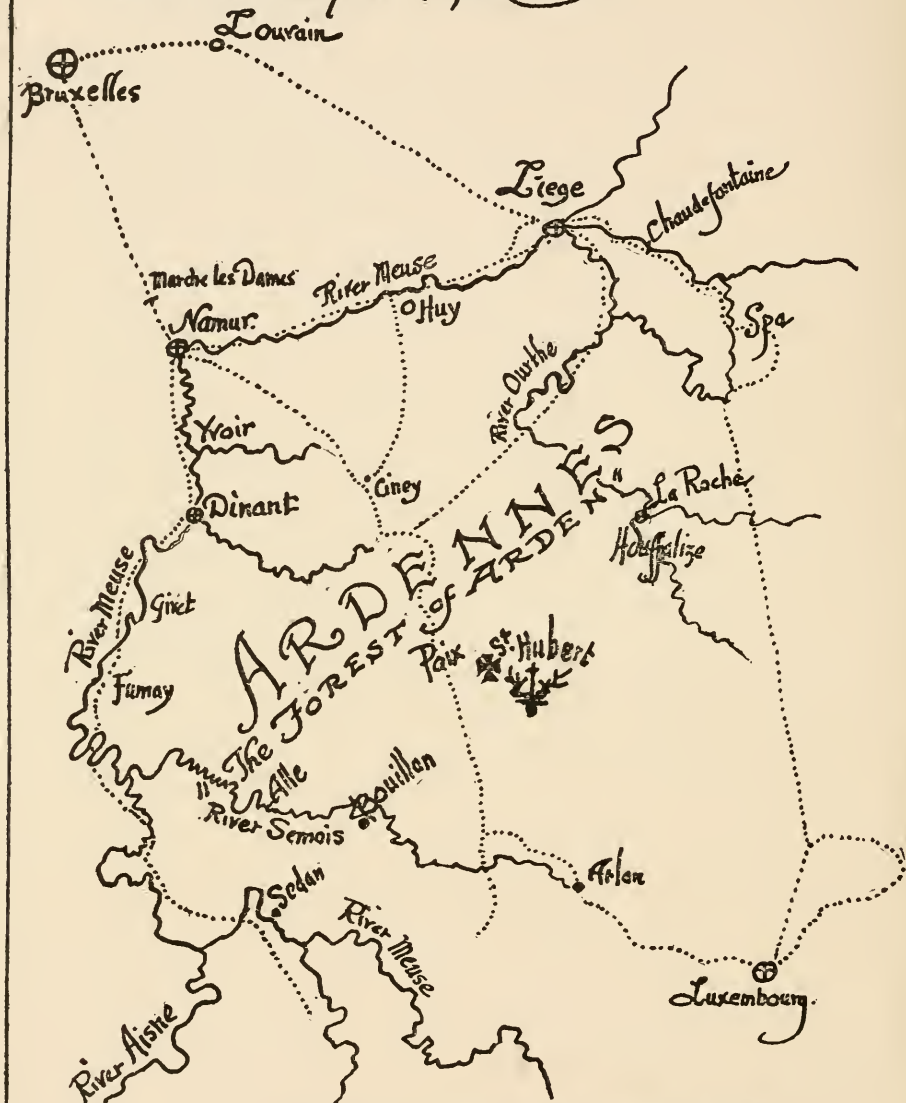 Louvain
Bruxelles
Liege
Chaudefontaine
Marche les Dames
River Meuse
Huy
Namur
Spa
River Ourthe
Yvoir
Ciney
La Roche
Dinant
Houffalize
ARDENNES
"The FOREST of ARDEN"
River Meuse
Givet
St. Hubert
Paix
Fumay
Alle
Bouillon
River Semois
Arlon
Sedan
River Meuse
Luxembourg.
River Aisne